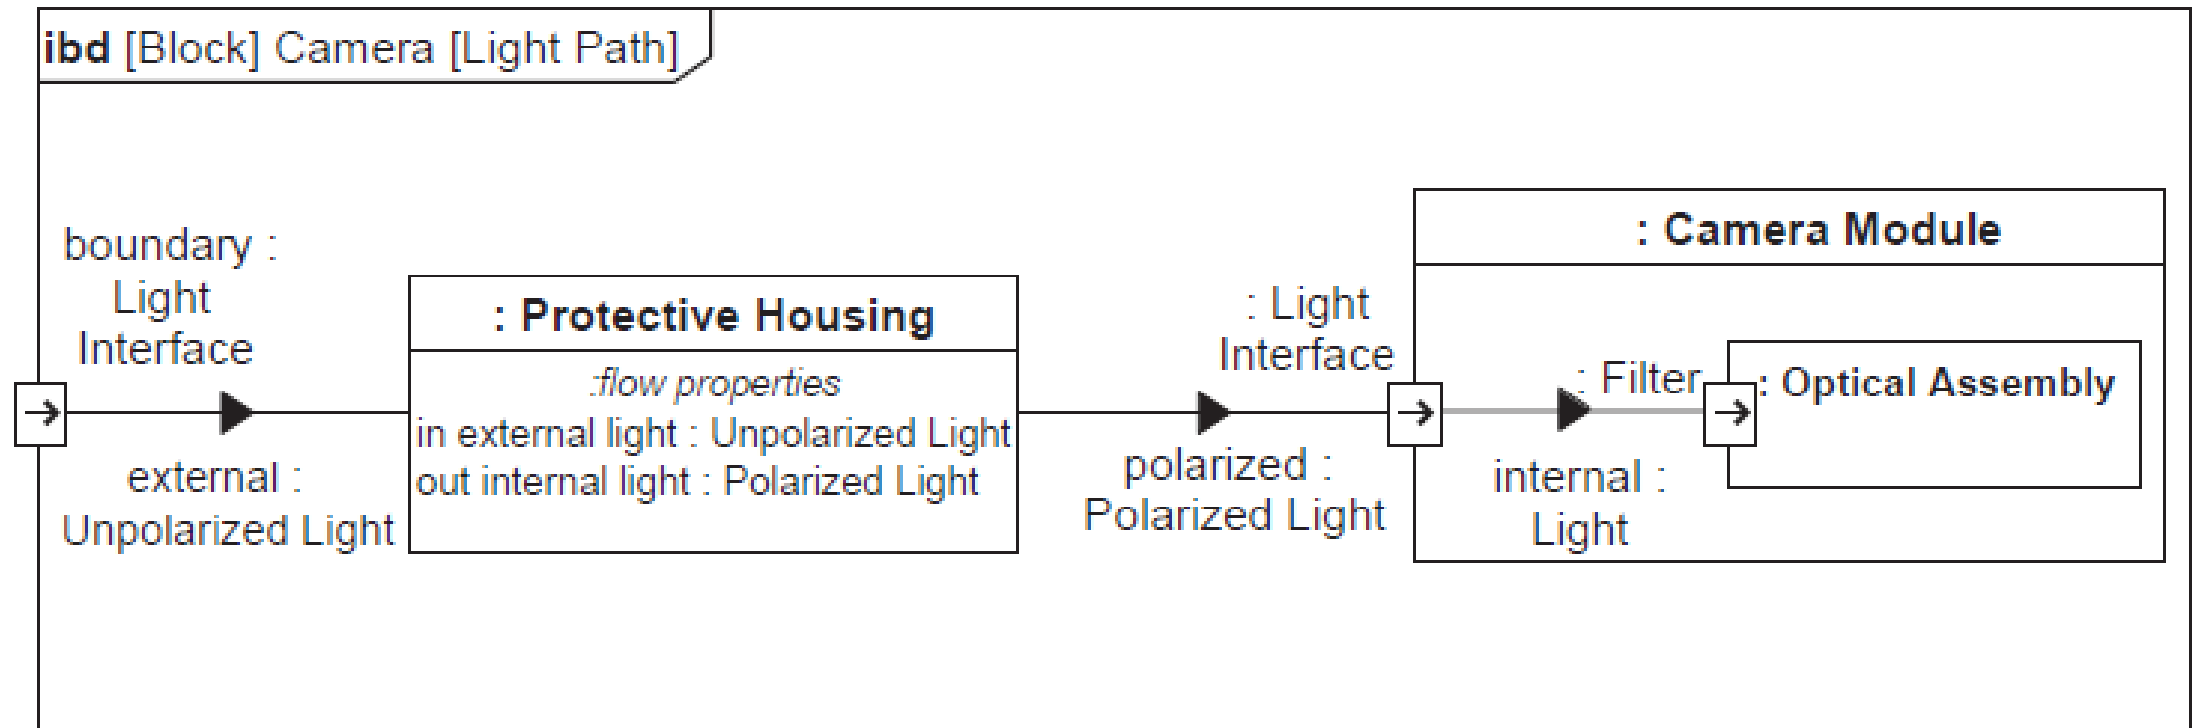 ibd [Block] Camera [Light Path]
boundary :
Light
Interface
external :
Unpolarized Light
: Protective Housing
:flow properties
in external light : Unpolarized Light
out internal light : Polarized Light
: Light
Interface
polarized :
Polarized Light
: Camera Module
: Filter
internal :
Light
: Optical Assembly